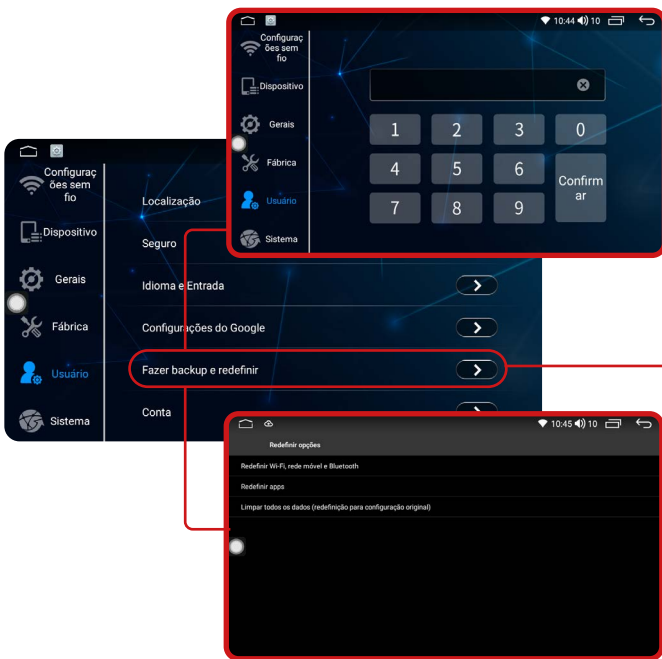 10:44 10
Configuraç
ões sem
fio
Dispositivo
Gerais
Fábrica
Usuário
Sistema
1 2 3 0
4 5 6
Confirm
ar
7 8 9
Configuraç
ões sem
fio
Dispositivo
Gerais
Fábrica
Usuário
Sistema
Localização
Seguro
Idioma e Entrada
Configurações do Google
Fazer backup e redefinir
Conta
10:45 10
Redefinir opções
Redefinir Wi-Fi, rede móvel e Bluetooth
Redefinir apps
Limpar todos os dados (redefinição para configuração original)